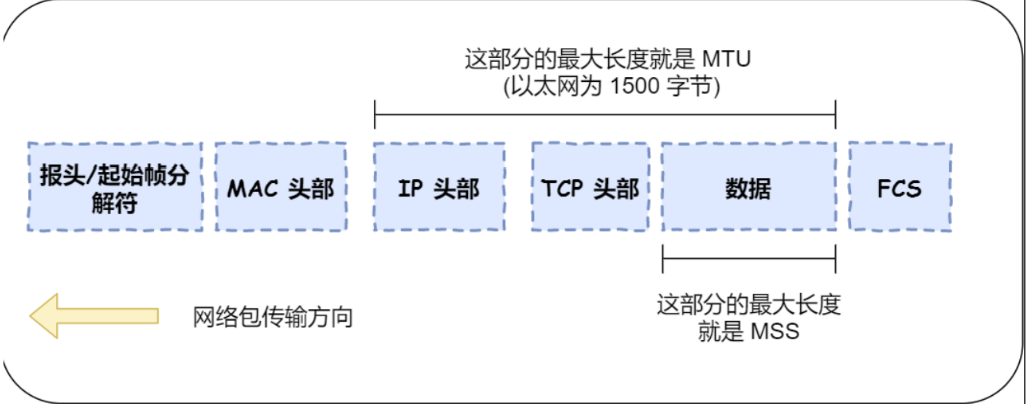 这部分的最大长度就是 MTU
(以太网为 1500 字节)
报头/起始帧分
解符
MAC 头部
IP 头部
TCP 头部
数据
FCS
网络包传输方向
这部分的最大长度
就是 MSS